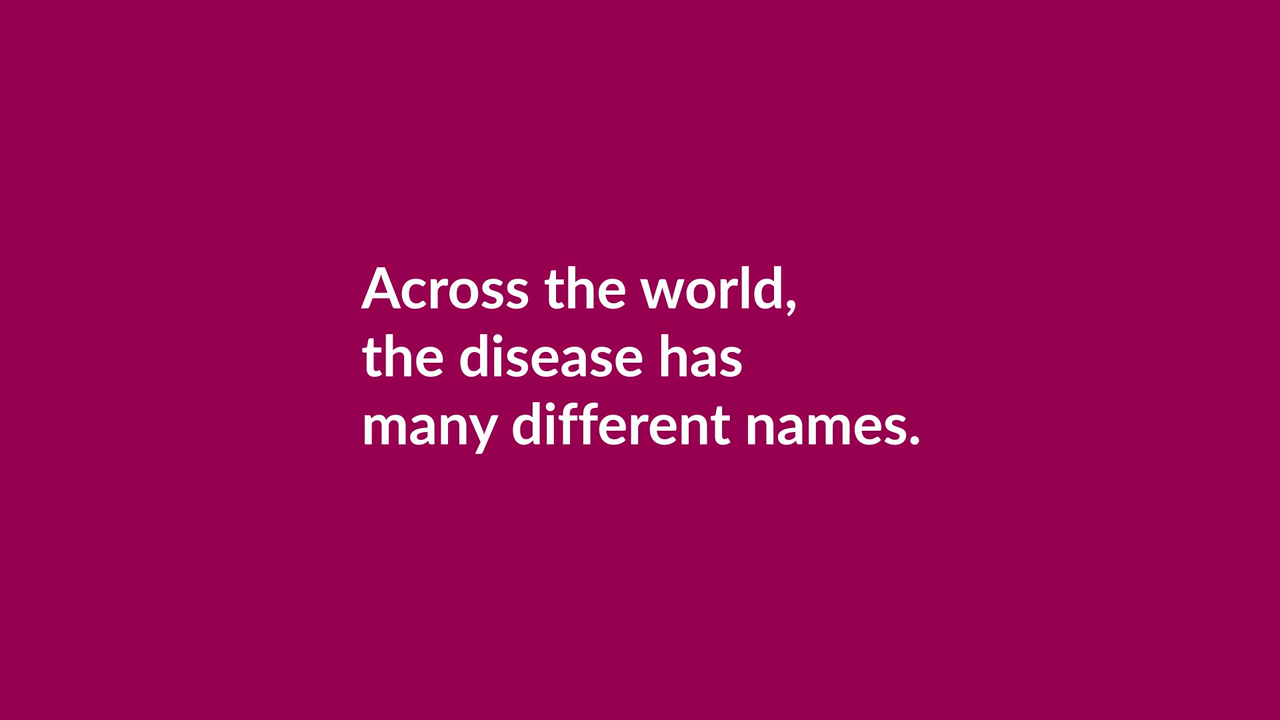 Across the world,
the disease has
many different names.